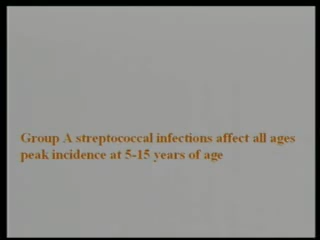 Group A streptococcal infections affect all ages
peak incidence at 5-15 years of age